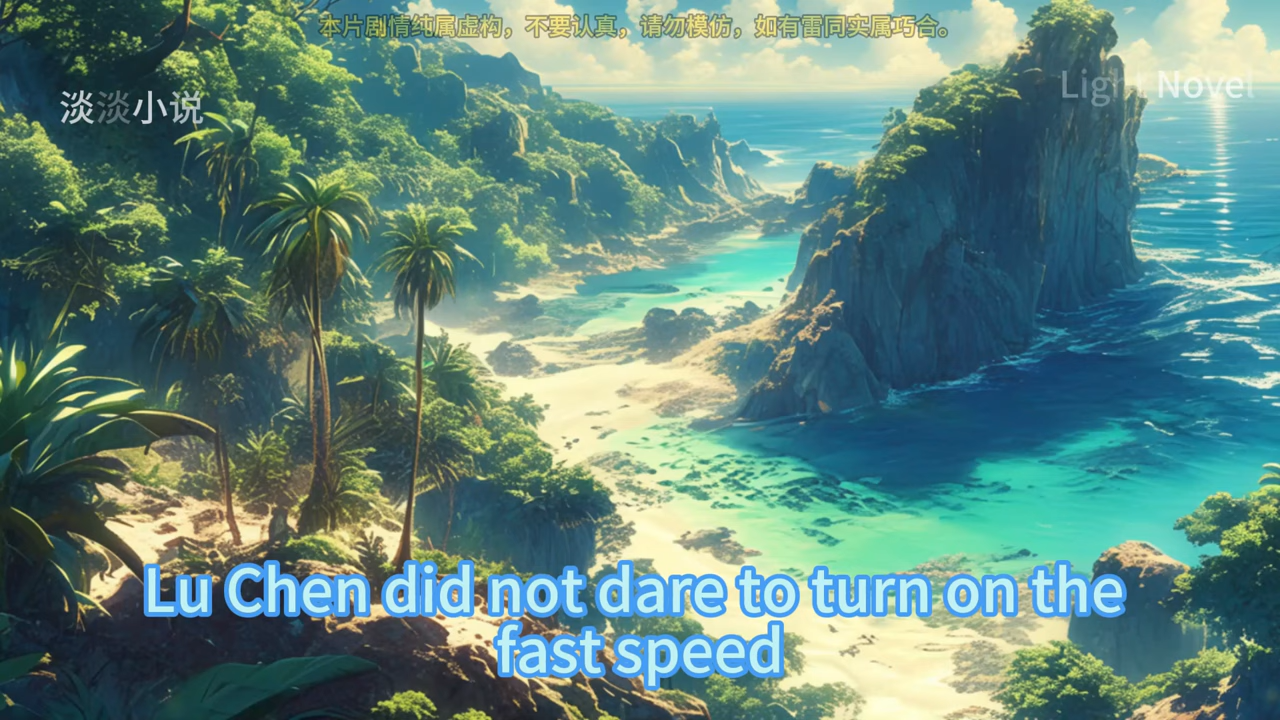 本片剧情纯属虚构，不要认真，请勿模仿，如有雷同实属巧合。
淡淡小说
Light Novel
Lu Chen did not dare to turn on the
fast speed